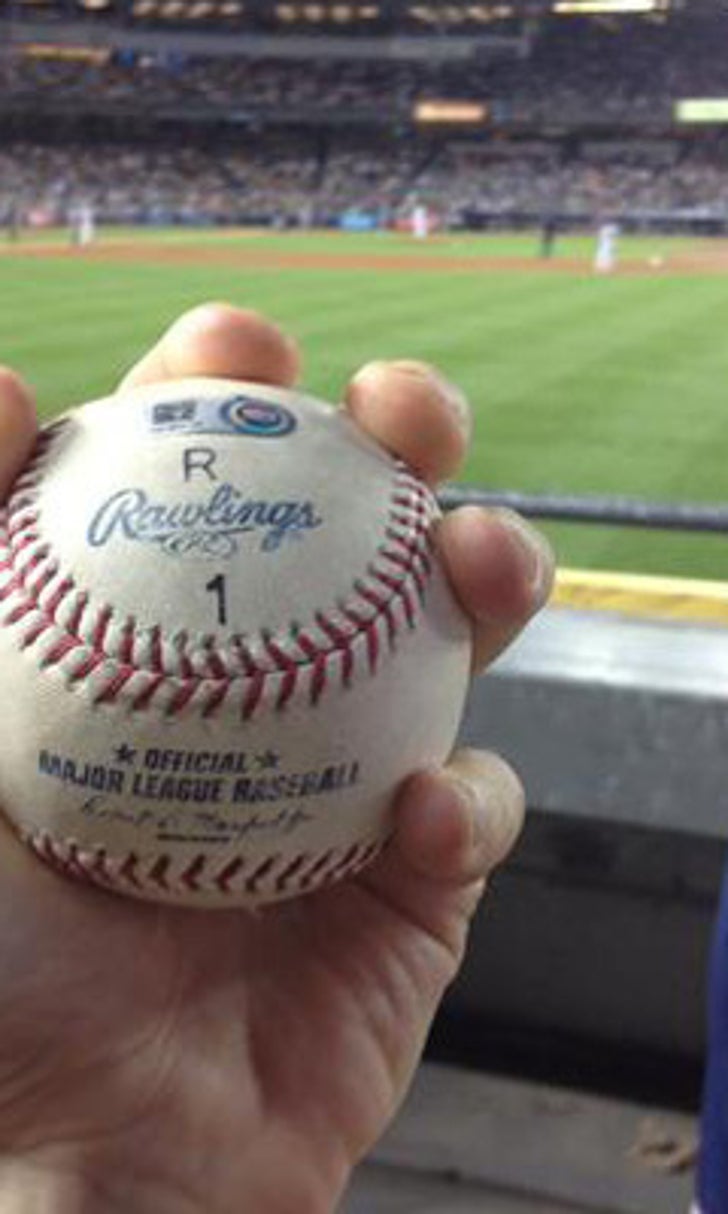 R
Rawlings
1
OFFICIAL
MAJOR LEAGUE BASEBALL